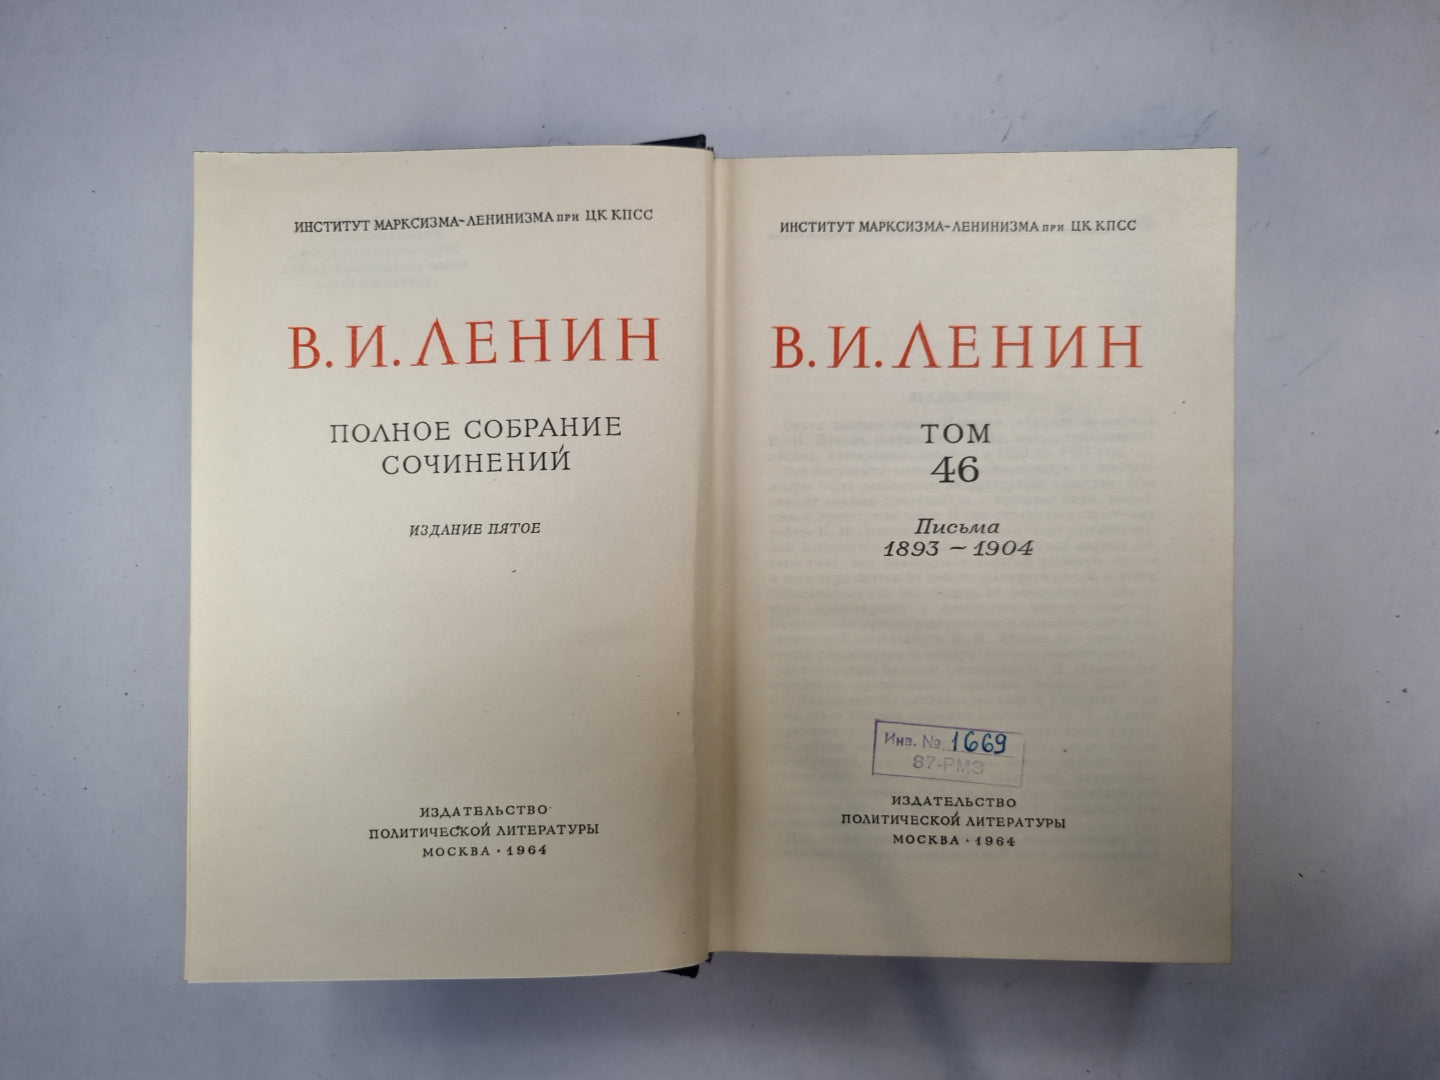 ИНСТИТУТ МАРКСИЗМА-ЛЕНИНИЗМА ПРИ ЦК КПСС
В. И. ЛЕНИН
ПОЛНОЕ СОБРАНИЕ
СОЧИНЕНИЙ
ИЗДАНИЕ ПЯТОЕ
ИЗДАТЕЛЬСТВО
ПОЛИТИЧЕСКОЙ ЛИТЕРАТУРЫ
МОСКВА · 1964
ИНСТИТУТ МАРКСИЗМА-ЛЕНИНИЗМА ПРИ ЦК КПСС
В. И. ЛЕНИН
ТОМ
46
Письма
1893 – 1904
Инв. № 1669
87-РМЗ
ИЗДАТЕЛЬСТВО
ПОЛИТИЧЕСКОЙ ЛИТЕРАТУРЫ
МОСКВА · 1964